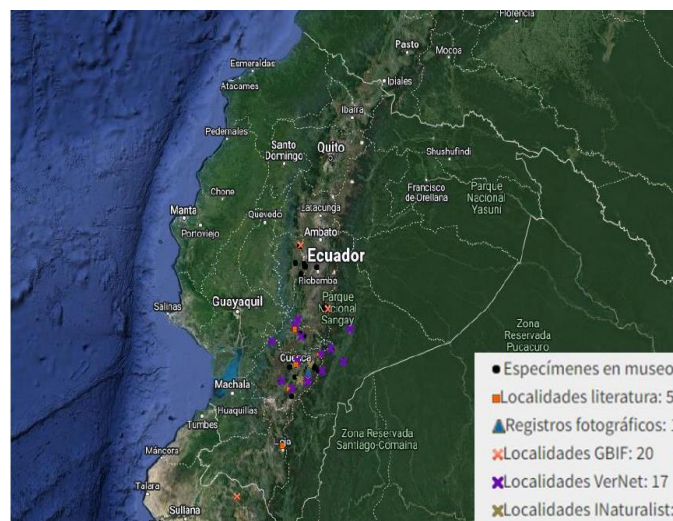 Florencia
Pasto
Mocoa
Esmeraldas
Ipiales
Atacames
Ibarra
Pedernales
Santo
Domingo
Quito
Shushufindi
Chone
Francisco
de Orellana
Parque
Nacional
Yasuní
Latacunga
Manta
Quevedo
Portoviejo
Ambato
Ecuador
Riobamba
Guayaquil
Parque
Nacional
Sangay
Salinas
Zona
Reservada
Pucacuro
Cuenca
Especímenes en museo
Machala
Localidades literatura: 5
Huaquillas
Tumbes
Registros fotográficos:
Zona Reservada
Santiago-Comaina
Loja
Máncora
Localidades GBIF: 20
Talara
Localidades VerNet: 17
Sullana
Localidades INaturalist: